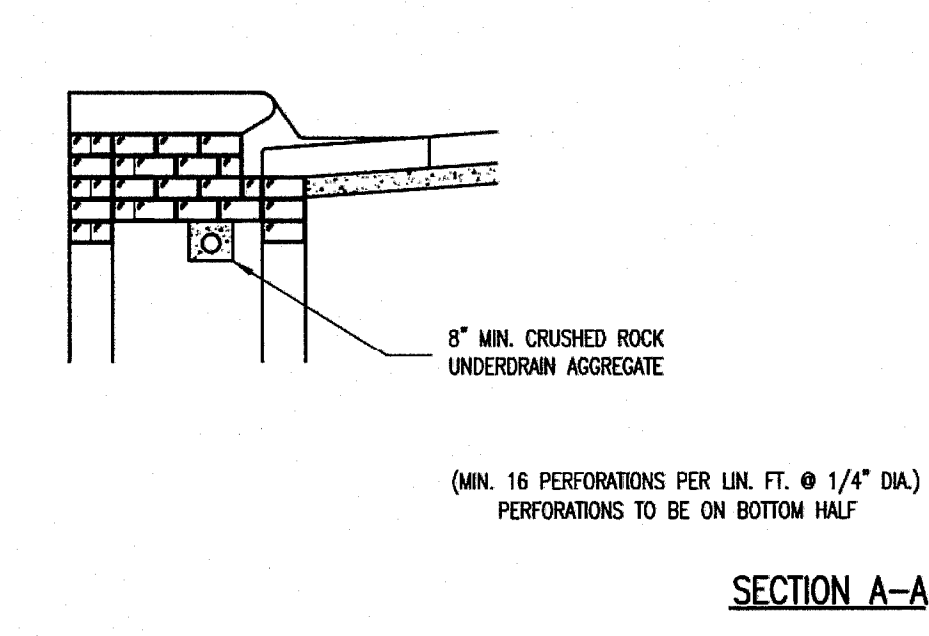 8" MIN. CRUSHED ROCK
UNDERDRAIN AGGREGATE
(MIN. 16 PERFORATIONS PER LIN. FT. @ 1/4" DIA.)
PERFORATIONS TO BE ON BOTTOM HALF
SECTION A-A